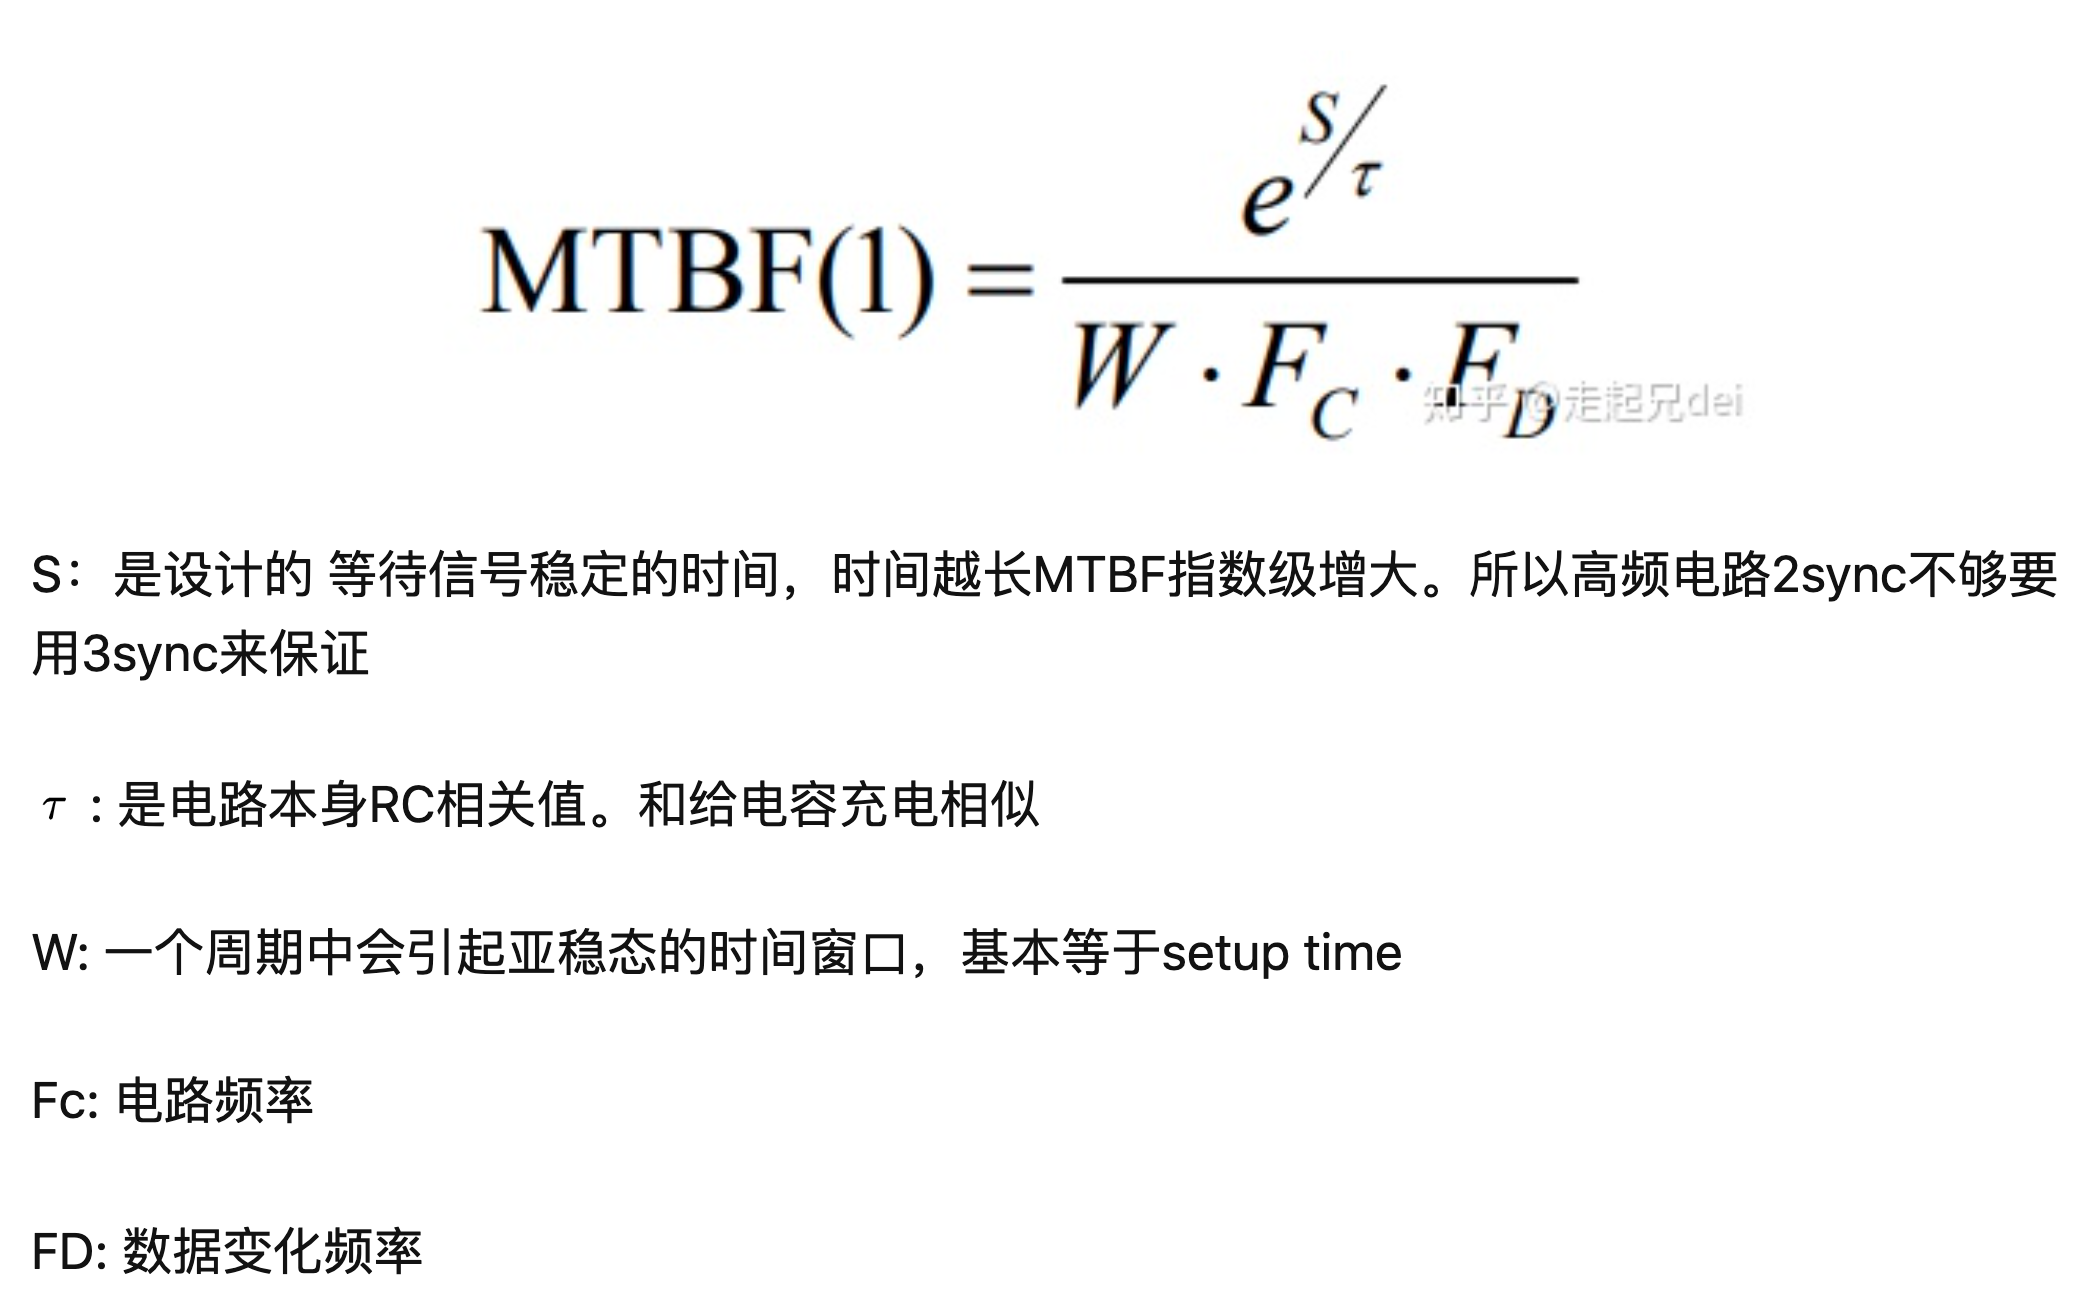 MTBF(1) = e^{S/τ} / (W · F_C · F_D)
知乎 @走起兄dei
S：是设计的 等待信号稳定的时间，时间越长MTBF指数级增大。所以高频电路2sync不够要
用3sync来保证
τ : 是电路本身RC相关值。和给电容充电相似
W: 一个周期中会引起亚稳态的时间窗口，基本等于setup time
Fc: 电路频率
FD: 数据变化频率